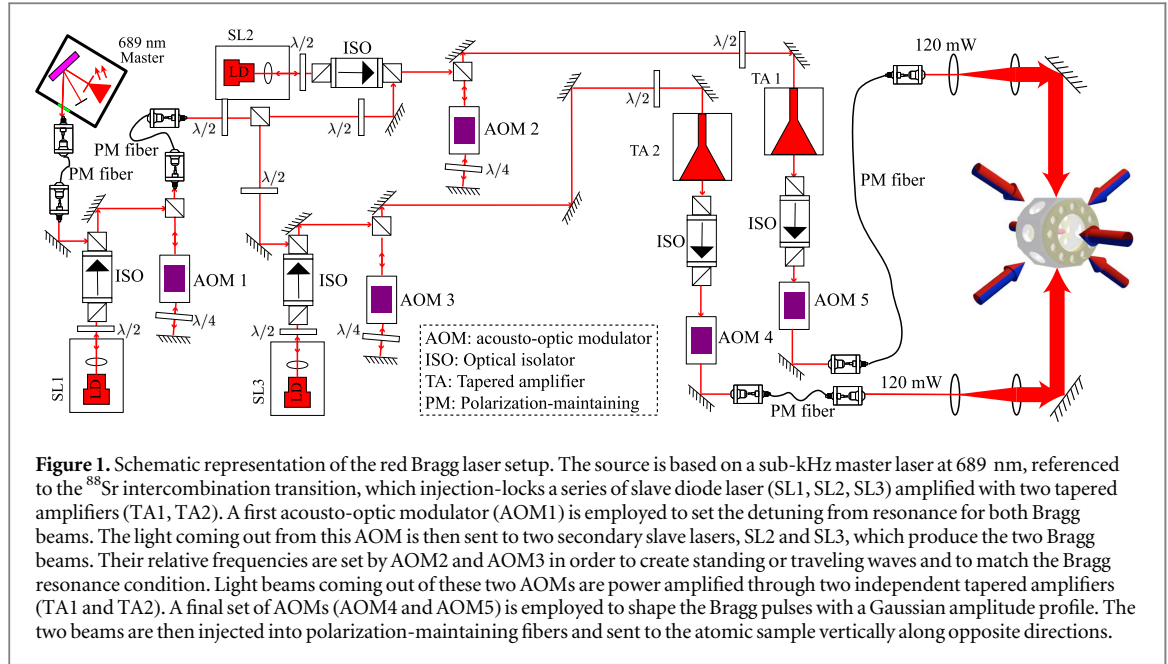 689 nm
Master
SL2
LD
λ/2
ISO
λ/2
120 mW
TA 1
λ/2
λ/2
λ/2
AOM 2
TA 2
PM fiber
PM fiber
λ/4
PM fiber
λ/2
ISO
ISO
ISO
AOM 1
ISO
AOM 3
AOM 5
λ/4
λ/2
λ/2
λ/4
AOM 4
SL1
LD
SL3
LD
AOM: acousto-optic modulator
ISO: Optical isolator
TA: Tapered amplifier
PM: Polarization-maintaining
120 mW
PM fiber
Figure 1. Schematic representation of the red Bragg laser setup. The source is based on a sub-kHz master laser at 689 nm, referenced
to the ⁸⁸Sr intercombination transition, which injection-locks a series of slave diode laser (SL1, SL2, SL3) amplified with two tapered
amplifiers (TA1, TA2). A first acousto-optic modulator (AOM1) is employed to set the detuning from resonance for both Bragg
beams. The light coming out from this AOM is then sent to two secondary slave lasers, SL2 and SL3, which produce the two Bragg
beams. Their relative frequencies are set by AOM2 and AOM3 in order to create standing or traveling waves and to match the Bragg
resonance condition. Light beams coming out of these two AOMs are power amplified through two independent tapered amplifiers
(TA1 and TA2). A final set of AOMs (AOM4 and AOM5) is employed to shape the Bragg pulses with a Gaussian amplitude profile. The
two beams are then injected into polarization-maintaining fibers and sent to the atomic sample vertically along opposite directions.